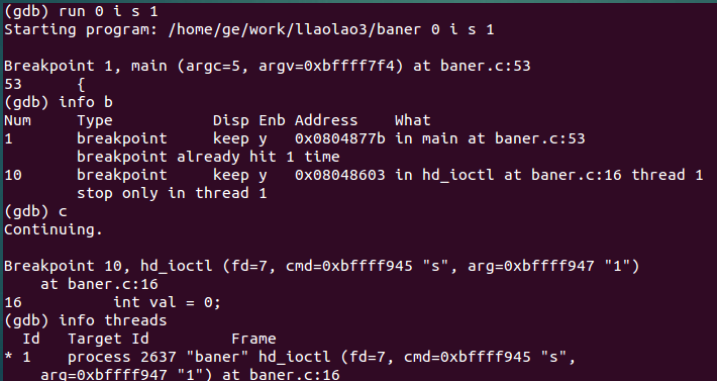 (gdb) run 0 i s 1
Starting program: /home/ge/work/llaolao3/baner 0 i s 1

Breakpoint 1, main (argc=5, argv=0xbffff7f4) at baner.c:53
53      {
(gdb) info b
Num     Type           Disp Enb Address    What
1       breakpoint     keep y   0x0804877b in main at baner.c:53
        breakpoint already hit 1 time
10      breakpoint     keep y   0x08048603 in hd_ioctl at baner.c:16 thread 1
        stop only in thread 1
(gdb) c
Continuing.

Breakpoint 10, hd_ioctl (fd=7, cmd=0xbffff945 "s", arg=0xbffff947 "1")
    at baner.c:16
16          int val = 0;
(gdb) info threads
  Id   Target Id         Frame
* 1    process 2637 "baner" hd_ioctl (fd=7, cmd=0xbffff945 "s",
    arg=0xbffff947 "1") at baner.c:16